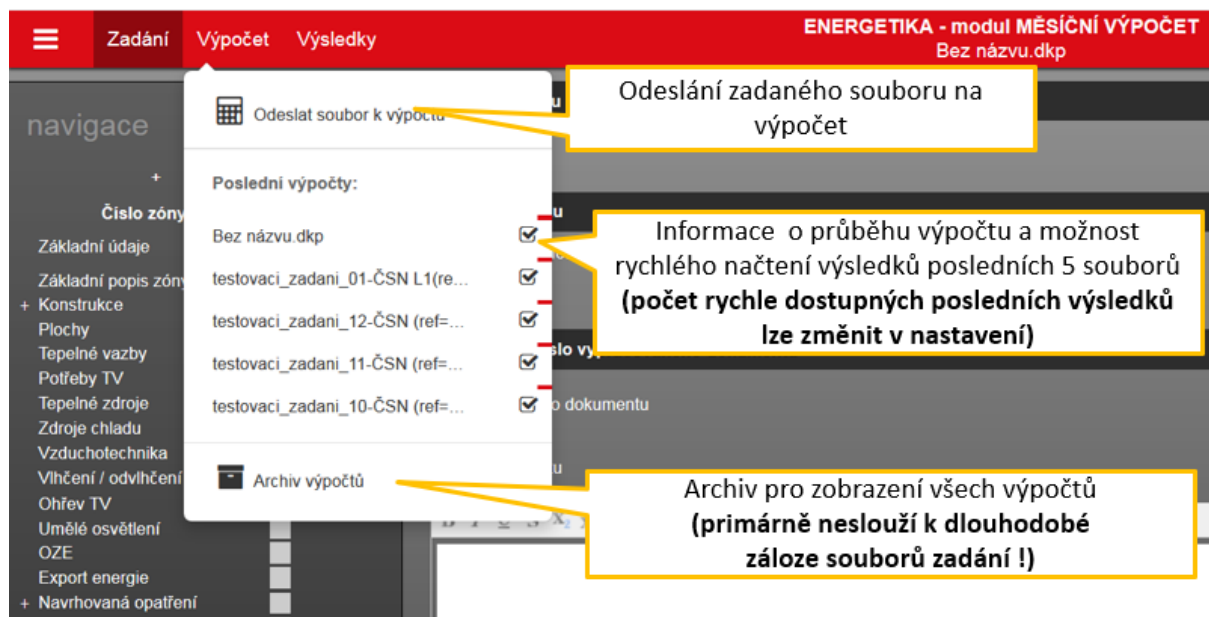 Zadání Výpočet Výsledky
ENERGETIKA - modul MĚSÍČNÍ VÝPOČET
Bez názvu.dkp
navigace
+
Číslo zóny
Základní údaje
Základní popis zóny
+ Konstrukce
Plochy
Tepelné vazby
Potřeby TV
Tepelné zdroje
Zdroje chladu
Vzduchotechnika
Vlhčení / odvlhčení
Ohřev TV
Umělé osvětlení
OZE
Export energie
+ Navrhovaná opatření
Odeslat soubor k výpočtu
Poslední výpočty:
Bez názvu.dkp
testovaci_zadani_01-ČSN L1(re...
testovaci_zadani_12-ČSN (ref=...
testovaci_zadani_11-ČSN (ref=...
testovaci_zadani_10-ČSN (ref=...
Archiv výpočtů
Odeslání zadaného souboru na
výpočet
Informace o průběhu výpočtu a možnost
rychlého načtení výsledků posledních 5 souborů
(počet rychle dostupných posledních výsledků
lze změnit v nastavení)
o dokumentu
Archiv pro zobrazení všech výpočtů
(primárně neslouží k dlouhodobé
záloze souborů zadání !)